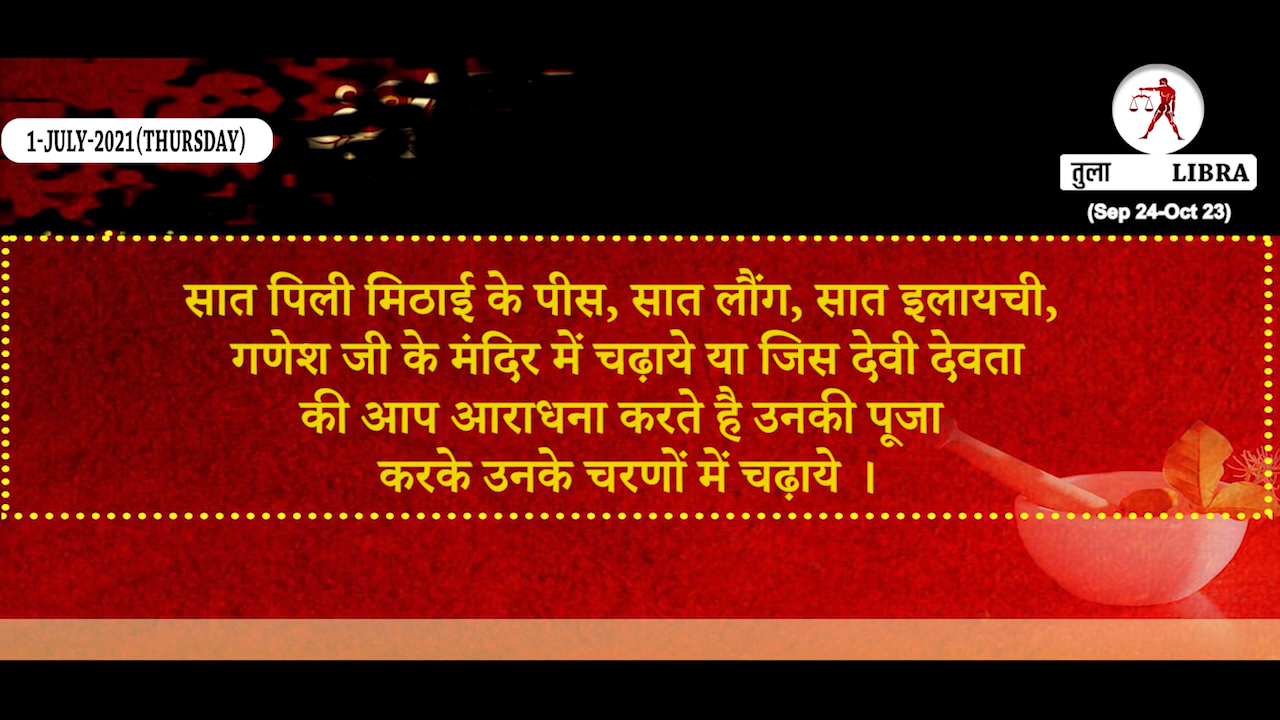 1-JULY-2021(THURSDAY)
तुला LIBRA
(Sep 24-Oct 23)
सात पिली मिठाई के पीस, सात लौंग, सात इलायची,
गणेश जी के मंदिर में चढ़ाये या जिस देवी देवता
की आप आराधना करते है उनकी पूजा
करके उनके चरणों में चढ़ाये ।